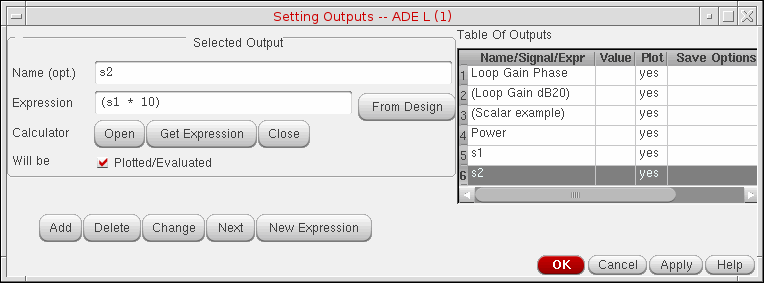 Setting Outputs -- ADE L (1)
Selected Output
Name (opt.) s2
Expression (s1 * 10) From Design
Calculator Open Get Expression Close
Will be Plotted/Evaluated
Add Delete Change Next New Expression
Table Of Outputs
Name/Signal/Expr Value Plot Save Options
1 Loop Gain Phase yes
2 (Loop Gain dB20) yes
3 (Scalar example) yes
4 Power yes
5 s1 yes
6 s2 yes
OK Cancel Apply Help